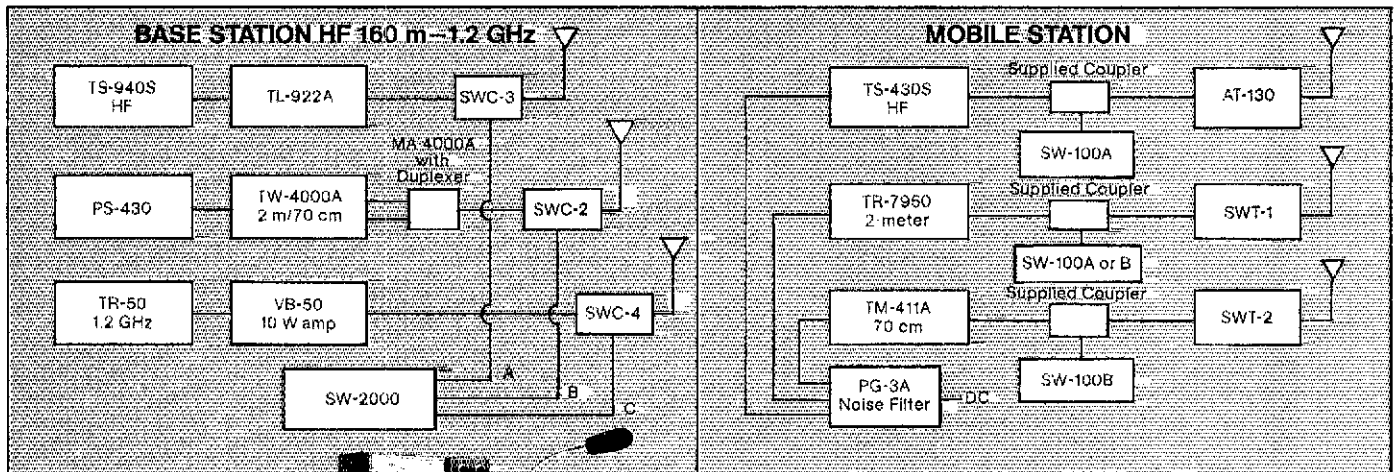 BASE STATION HF 160 m–1.2 GHz
TS-940S
HF
TL-922A
SWC-3
MA 4000A
with
Duplexer
PS-430
TW-4000A
2 m/70 cm
SWC-2
TR-50
1.2 GHz
VB-50
10 W amp
SWC-4
SW-2000
A
B
C
MOBILE STATION
TS-430S
HF
Supplied Coupler
AT-130
SW-100A
TR-7950
2-meter
Supplied Coupler
SWT-1
SW-100A or B
TM-411A
70 cm
Supplied Coupler
SWT-2
SW-100B
PG-3A
Noise Filter
DC